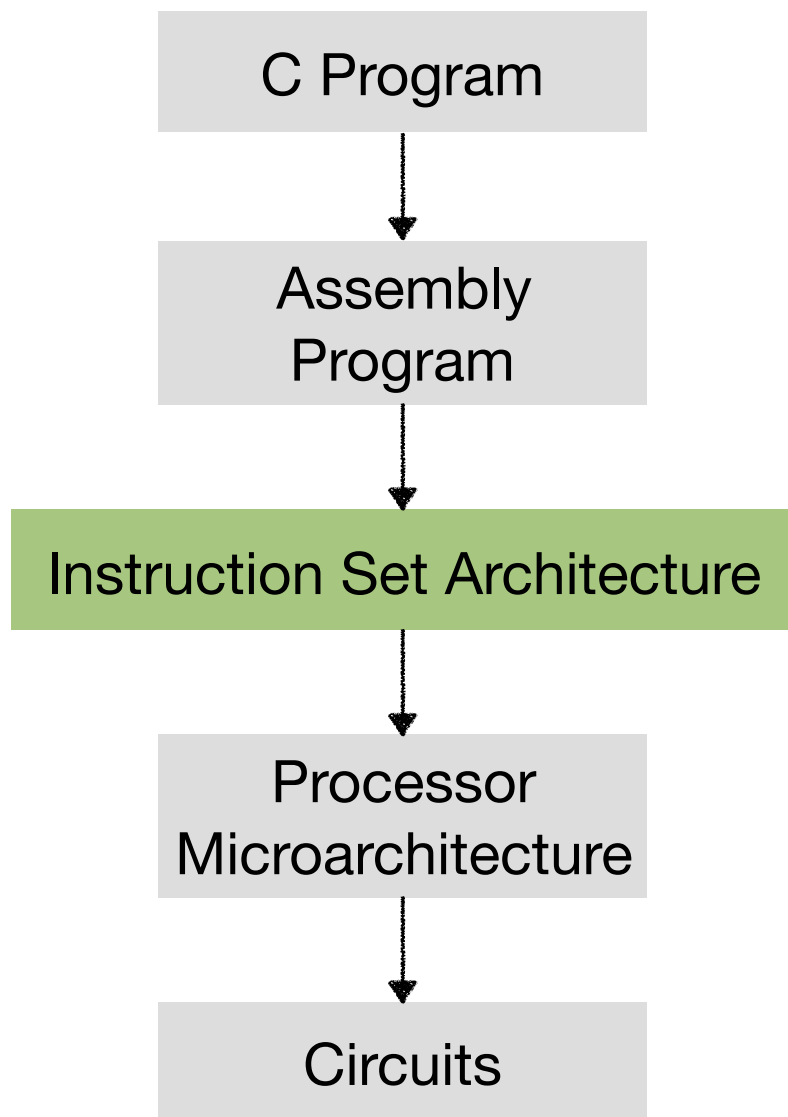 C Program
Assembly
Program
Instruction Set Architecture
Processor
Microarchitecture
Circuits